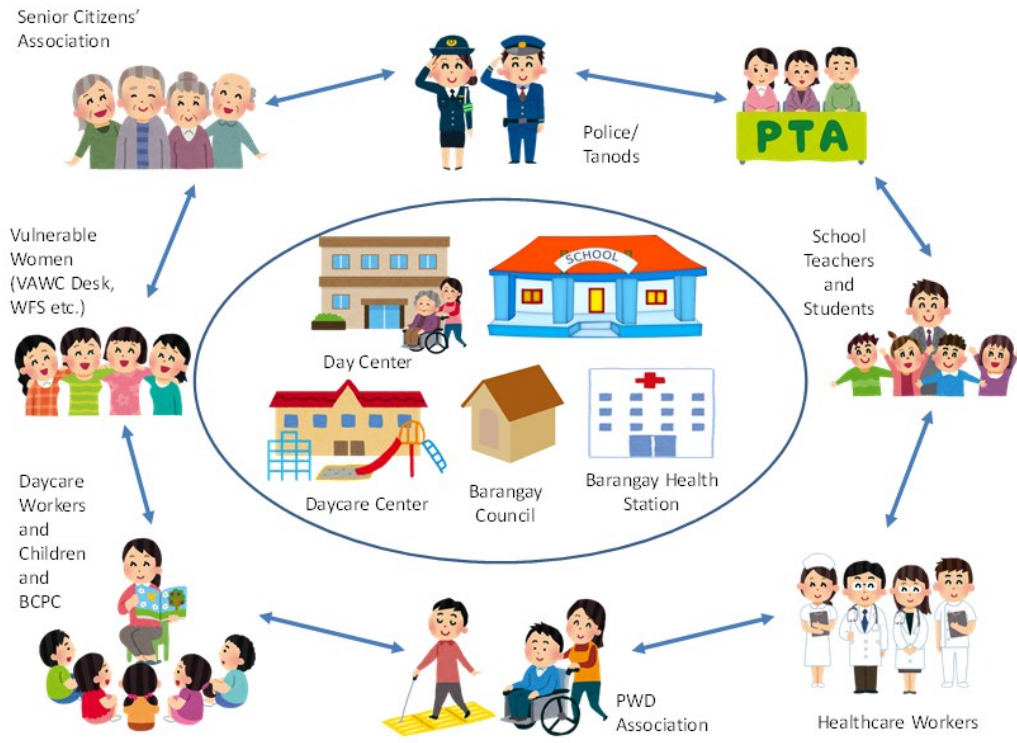 Senior Citizens’
Association
Police/
Tanods
PTA
Vulnerable
Women
(VAWC Desk,
WFS etc.)
School
Teachers
and
Students
SCHOOL
Day Center
Daycare Center
Barangay
Council
Barangay Health
Station
Daycare
Workers
and
Children
and
BCPC
PWD
Association
Healthcare Workers